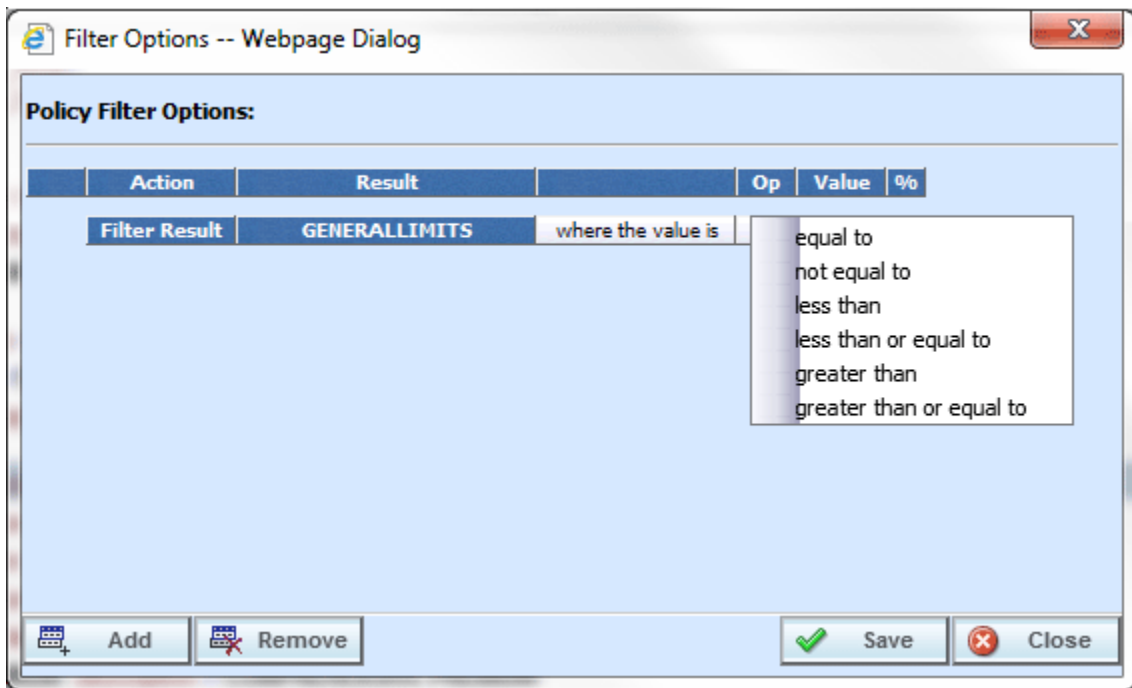 Filter Options -- Webpage Dialog
Policy Filter Options:
Action Result Op Value %
Filter Result GENERALLIMITS where the value is
equal to
not equal to
less than
less than or equal to
greater than
greater than or equal to
Add Remove Save Close